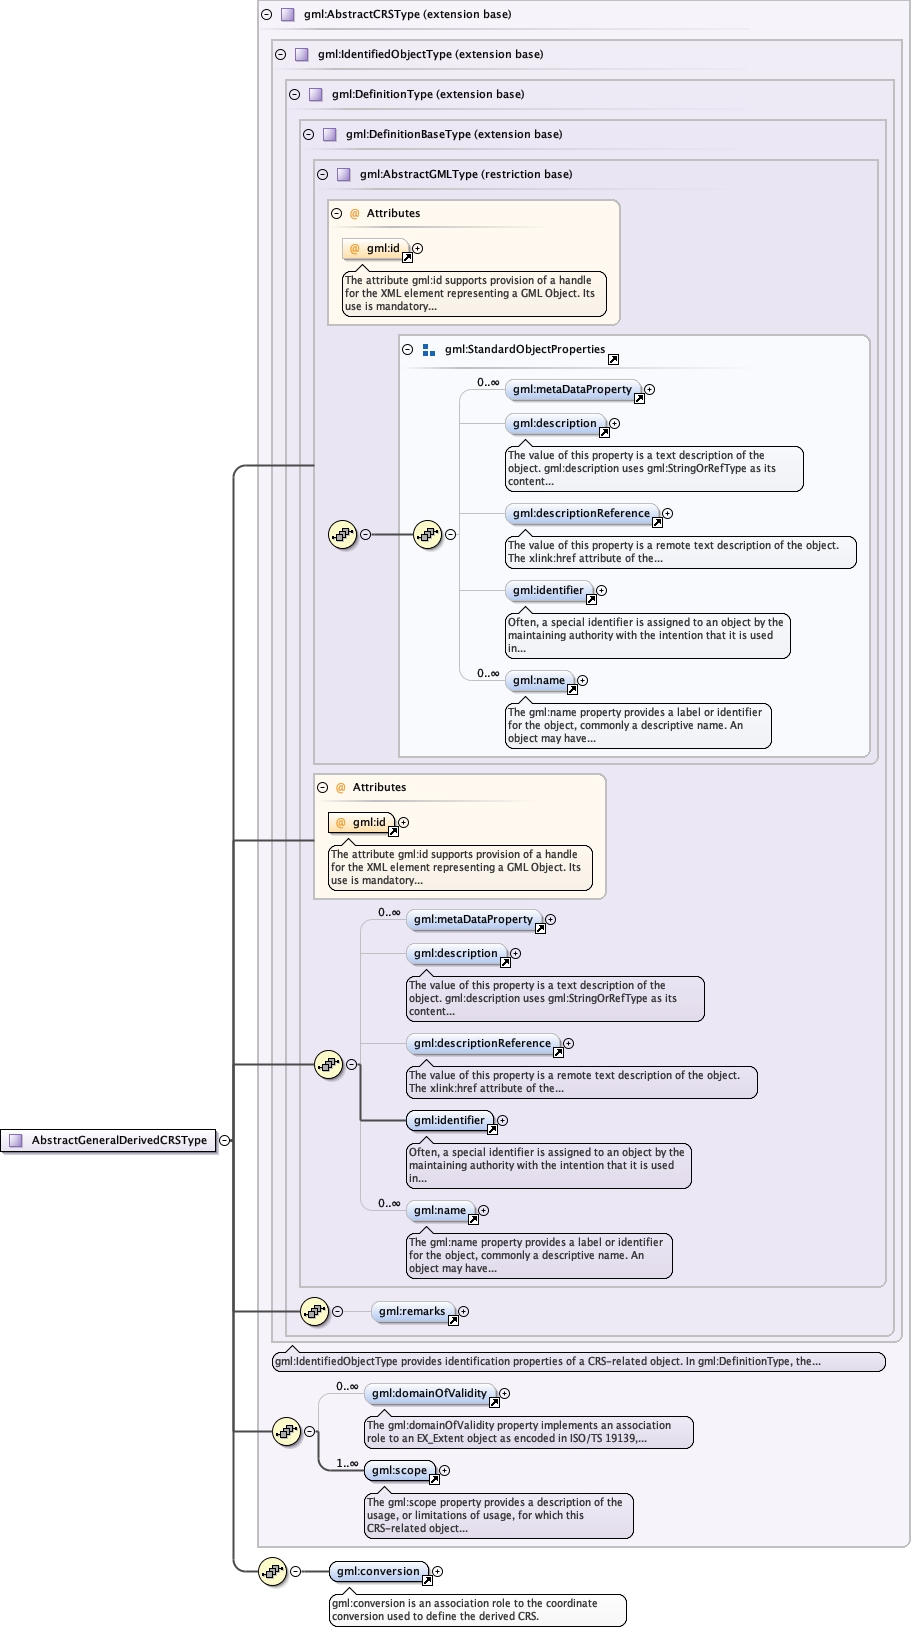 gml:AbstractCRSType (extension base)
gml:IdentifiedObjectType (extension base)
gml:DefinitionType (extension base)
gml:DefinitionBaseType (extension base)
gml:AbstractGMLType (restriction base)
@ Attributes
@ gml:id
The attribute gml:id supports provision of a handle
for the XML element representing a GML Object. Its
use is mandatory...
gml:StandardObjectProperties
0..∞
gml:metaDataProperty
gml:description
The value of this property is a text description of the
object. gml:description uses gml:StringOrRefType as its
content...
gml:descriptionReference
The value of this property is a remote text description of the object.
The xlink:href attribute of the...
gml:identifier
Often, a special identifier is assigned to an object by the
maintaining authority with the intention that it is used
in...
0..∞
gml:name
The gml:name property provides a label or identifier
for the object, commonly a descriptive name. An
object may have...
@ Attributes
@ gml:id
The attribute gml:id supports provision of a handle
for the XML element representing a GML Object. Its
use is mandatory...
0..∞
gml:metaDataProperty
gml:description
The value of this property is a text description of the
object. gml:description uses gml:StringOrRefType as its
content...
gml:descriptionReference
The value of this property is a remote text description of the object.
The xlink:href attribute of the...
gml:identifier
AbstractGeneralDerivedCRSType
Often, a special identifier is assigned to an object by the
maintaining authority with the intention that it is used
in...
0..∞
gml:name
The gml:name property provides a label or identifier
for the object, commonly a descriptive name. An
object may have...
gml:remarks
gml:IdentifiedObjectType provides identification properties of a CRS-related object. In gml:DefinitionType, the...
0..∞
gml:domainOfValidity
The gml:domainOfValidity property implements an association
role to an EX_Extent object as encoded in ISO/TS 19139,...
1..∞
gml:scope
The gml:scope property provides a description of the
usage, or limitations of usage, for which this
CRS-related object...
gml:conversion
gml:conversion is an association role to the coordinate
conversion used to define the derived CRS.